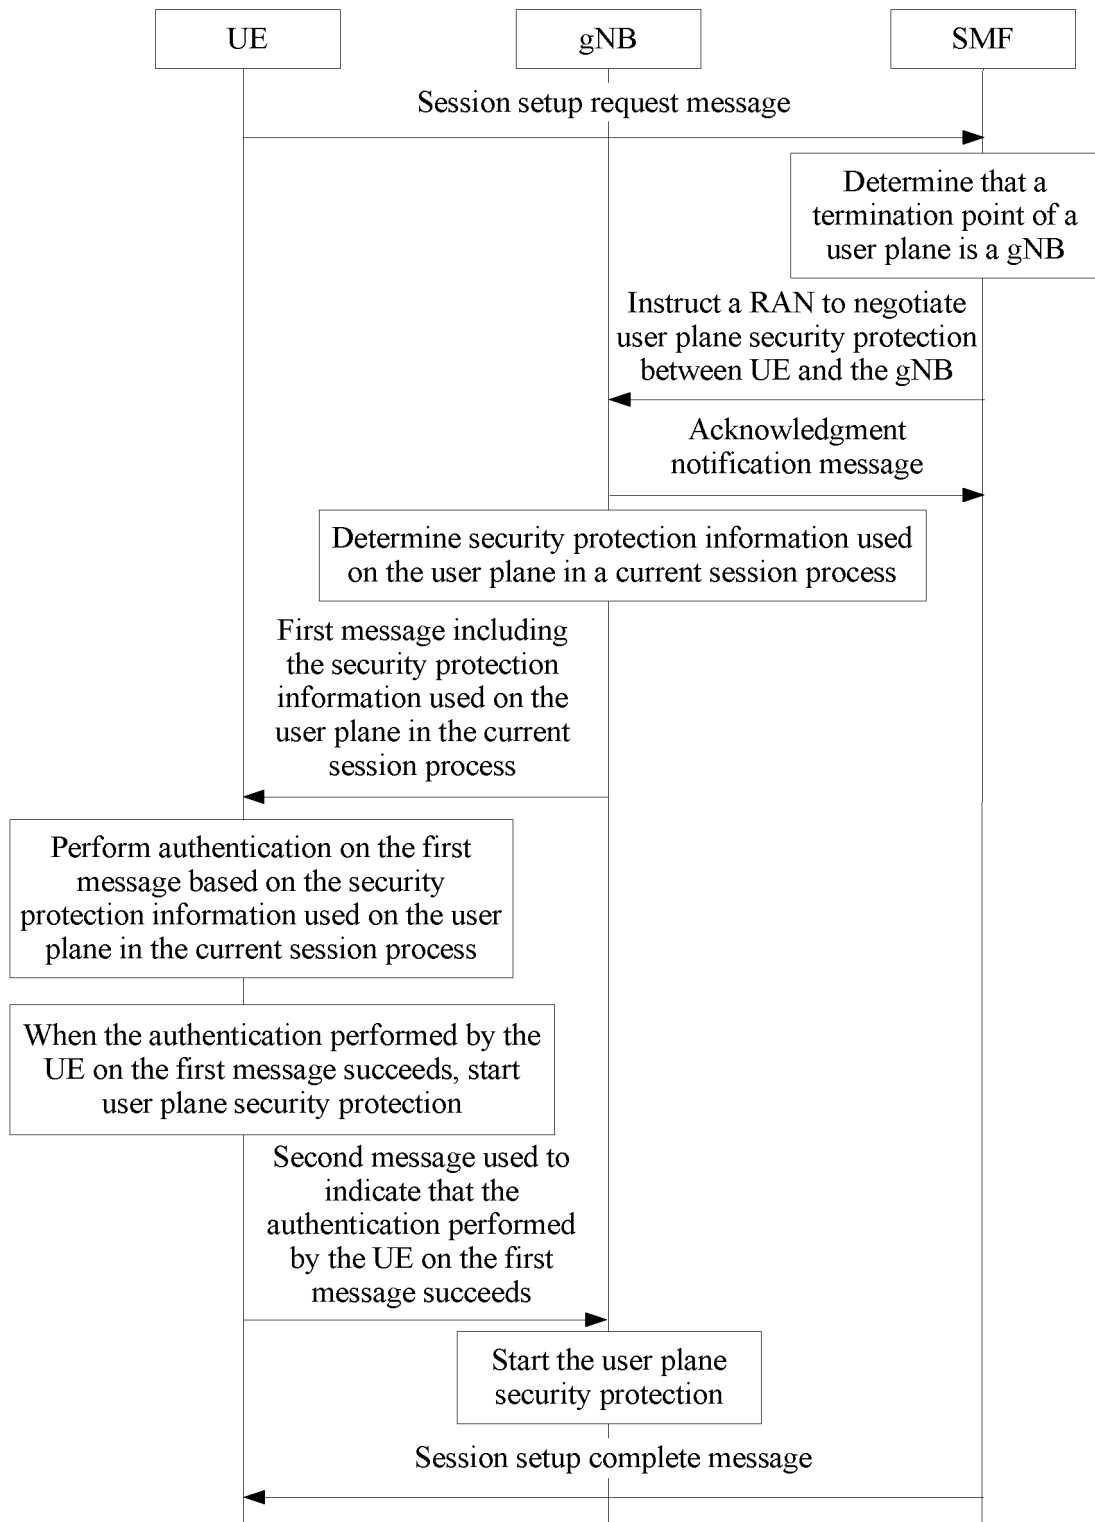 UE
gNB
SMF
Session setup request message
Determine that a
termination point of a
user plane is a gNB
Instruct a RAN to negotiate
user plane security protection
between UE and the gNB
Acknowledgment
notification message
Determine security protection information used
on the user plane in a current session process
First message including
the security protection
information used on the
user plane in the current
session process
Perform authentication on the first
message based on the security
protection information used on the user
plane in the current session process
When the authentication performed by the
UE on the first message succeeds, start
user plane security protection
Second message used to
indicate that the
authentication performed
by the UE on the first
message succeeds
Start the user plane
security protection
Session setup complete message